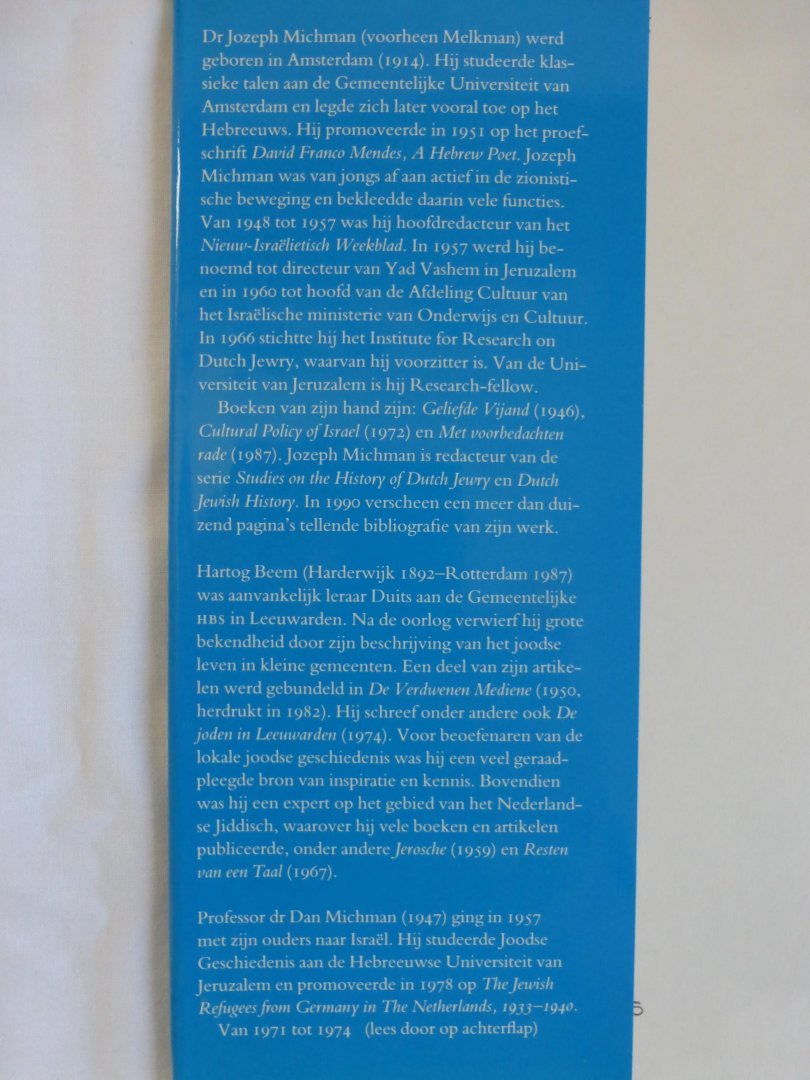 Dr Jozeph Michman (voorheen Melkman) werd
geboren in Amsterdam (1914). Hij studeerde klas-
sieke talen aan de Gemeentelijke Universiteit van
Amsterdam en legde zich later vooral toe op het
Hebreeuws. Hij promoveerde in 1951 op het proef-
schrift David Franco Mendes, A Hebrew Poet. Jozeph
Michman was van jongs af aan actief in de zionisti-
sche beweging en bekleedde daarin vele functies.
Van 1948 tot 1957 was hij hoofdredacteur van het
Nieuw-Israëlietisch Weekblad. In 1957 werd hij be-
noemd tot directeur van Yad Vashem in Jeruzalem
en in 1960 tot hoofd van de Afdeling Cultuur van
het Israëlische ministerie van Onderwijs en Cultuur.
In 1966 stichtte hij het Institute for Research on
Dutch Jewry, waarvan hij voorzitter is. Van de Uni-
versiteit van Jeruzalem is hij Research-fellow.
Boeken van zijn hand zijn: Geliefde Vijand (1946),
Cultural Policy of Israel (1972) en Met voorbedachten
rade (1987). Jozeph Michman is redacteur van de
serie Studies on the History of Dutch Jewry en Dutch
Jewish History. In 1990 verscheen een meer dan dui-
zend pagina's tellende bibliografie van zijn werk.
Hartog Beem (Harderwijk 1892–Rotterdam 1987)
was aanvankelijk leraar Duits aan de Gemeentelijke
HBS in Leeuwarden. Na de oorlog verwierf hij grote
bekendheid door zijn beschrijving van het joodse
leven in kleine gemeenten. Een deel van zijn artike-
len werd gebundeld in De Verdwenen Mediene (1950,
herdrukt in 1982). Hij schreef onder andere ook De
joden in Leeuwarden (1974). Voor beoefenaren van de
lokale joodse geschiedenis was hij een veel geraad-
pleegde bron van inspiratie en kennis. Bovendien
was hij een expert op het gebied van het Nederland-
se Jiddisch, waarover hij vele boeken en artikelen
publiceerde, onder andere Jerosche (1959) en Resten
van een Taal (1967).
Professor dr Dan Michman (1947) ging in 1957
met zijn ouders naar Israël. Hij studeerde Joodse
Geschiedenis aan de Hebreeuwse Universiteit van
Jeruzalem en promoveerde in 1978 op The Jewish
Refugees from Germany in The Netherlands, 1933–1940.
Van 1971 tot 1974 (lees door op achterflap)